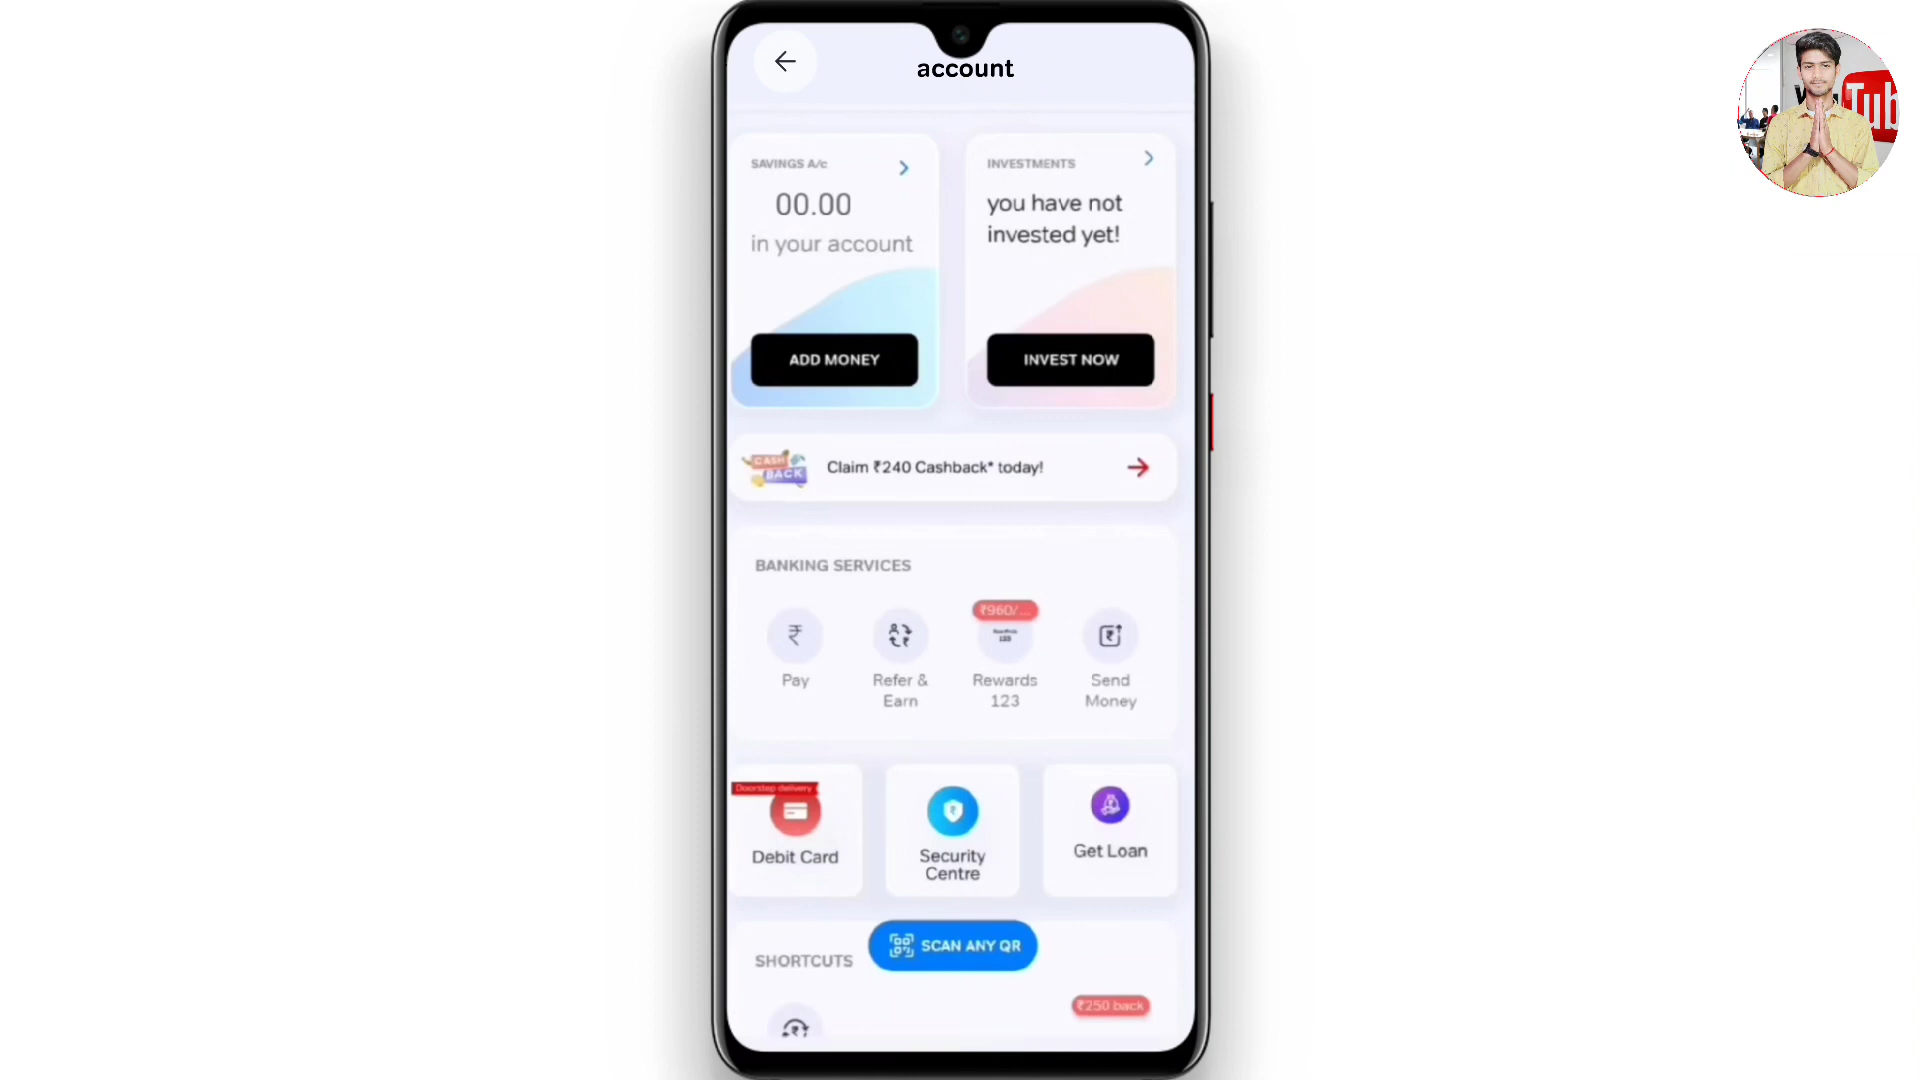 account
SAVINGS A/c
00.00
in your account
ADD MONEY
INVESTMENTS
you have not
invested yet!
INVEST NOW
CASH
BACK
Claim ₹240 Cashback* today!
BANKING SERVICES
Pay
Refer &
Earn
₹960/...
123
Rewards
123
Send
Money
Doorstep delivery
Debit Card
Security
Centre
Get Loan
SCAN ANY QR
SHORTCUTS
₹250 back
Tub